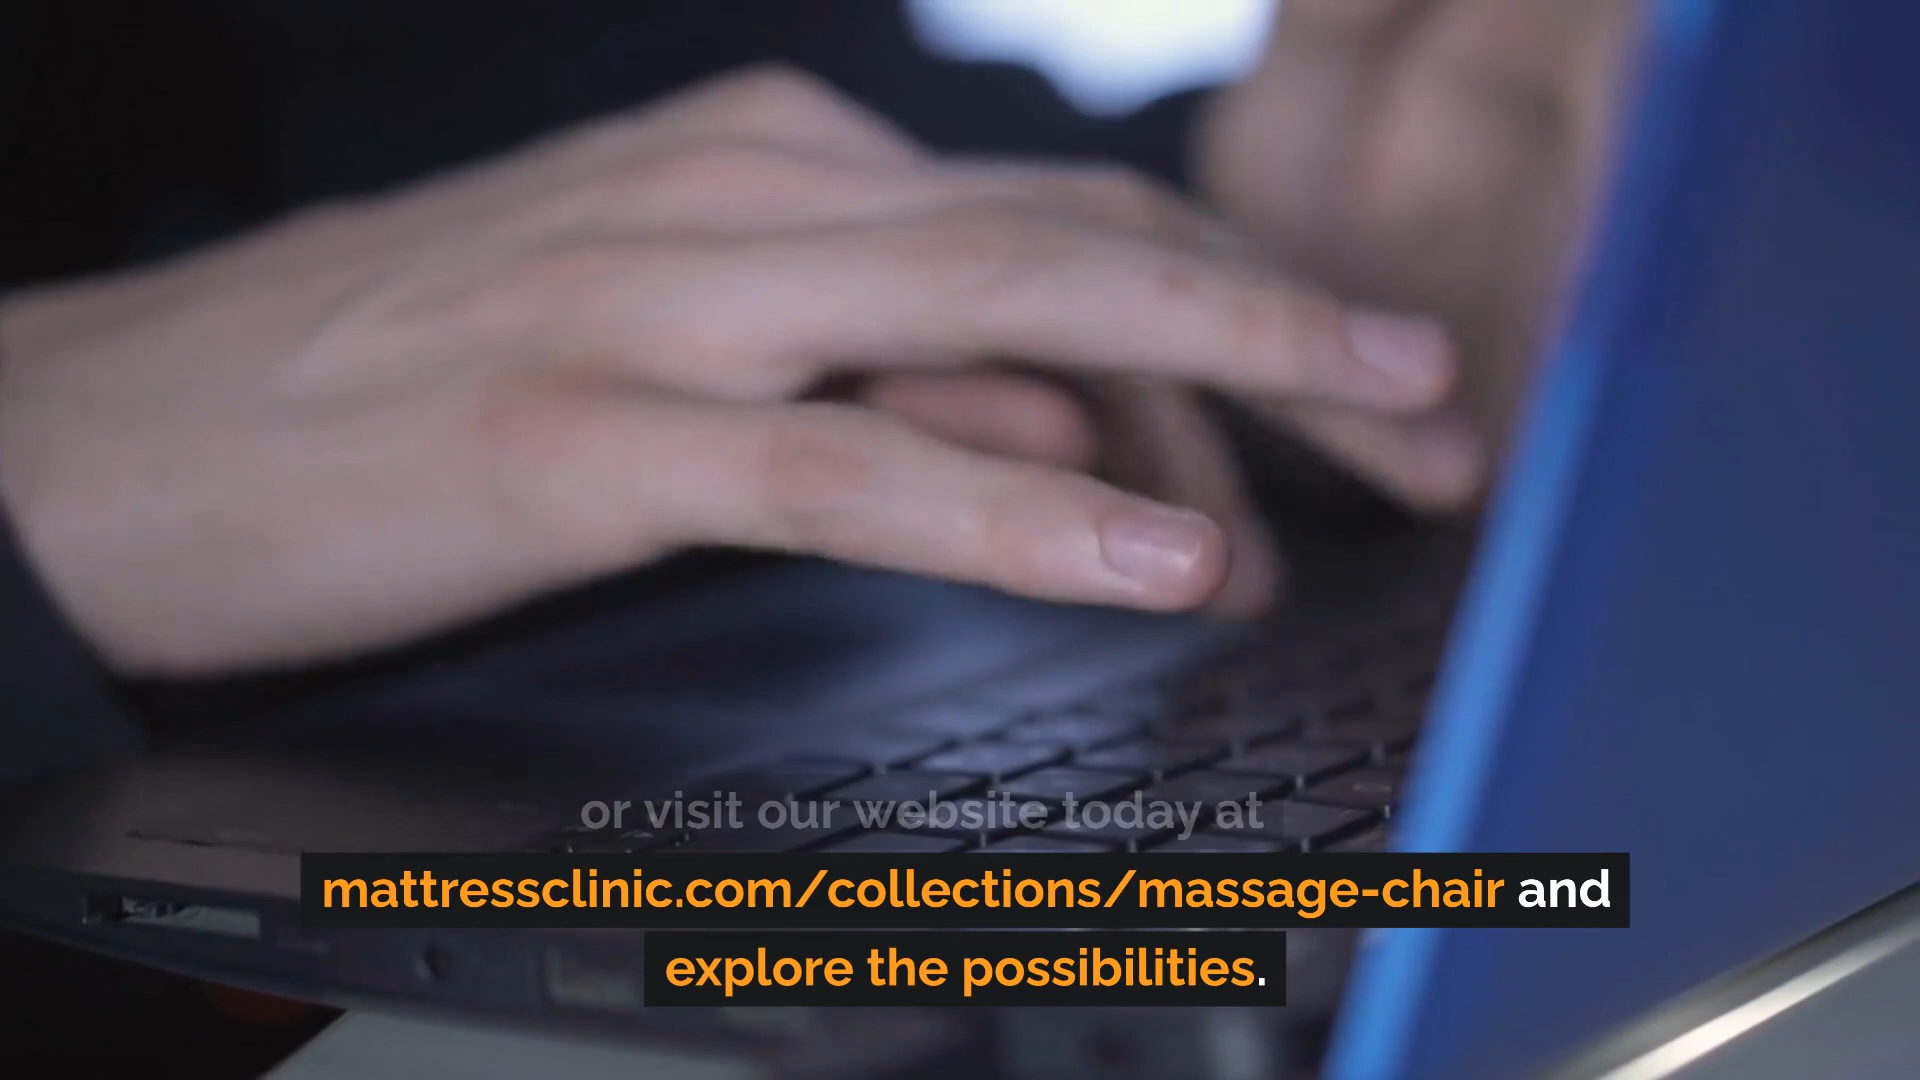 or visit our website today at
mattressclinic.com/collections/massage-chair and
explore the possibilities.